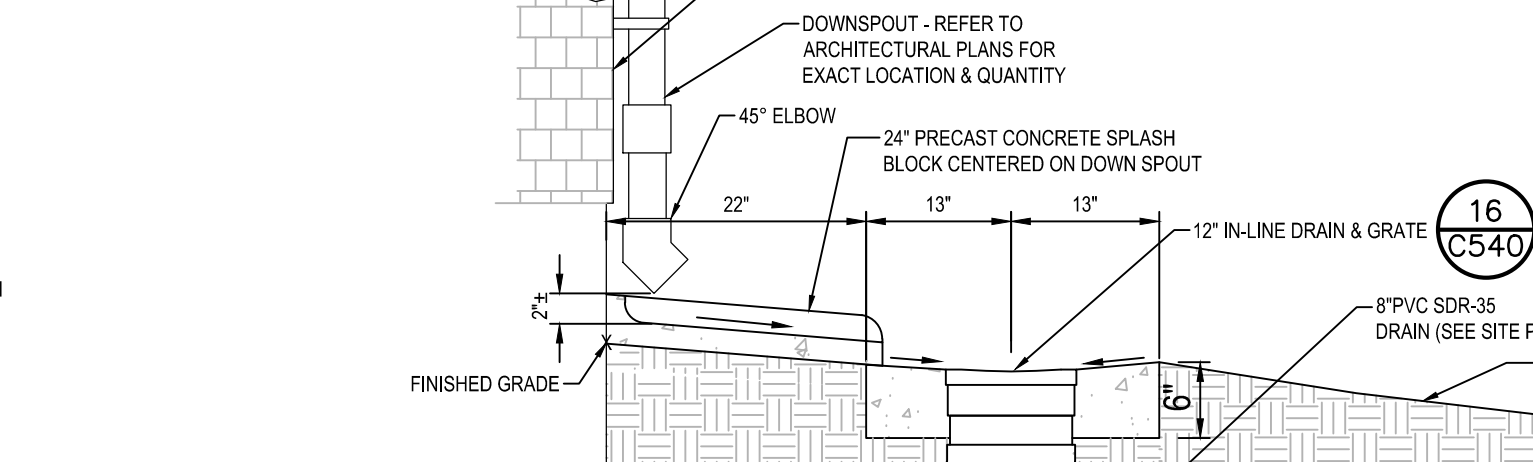 DOWNSPOUT - REFER TO
ARCHITECTURAL PLANS FOR
EXACT LOCATION & QUANTITY
45° ELBOW
24" PRECAST CONCRETE SPLASH
BLOCK CENTERED ON DOWN SPOUT
22"
13"
13"
12" IN-LINE DRAIN & GRATE
16
C540
2"±
8"PVC SDR-35
DRAIN (SEE SITE
FINISHED GRADE
X
6"